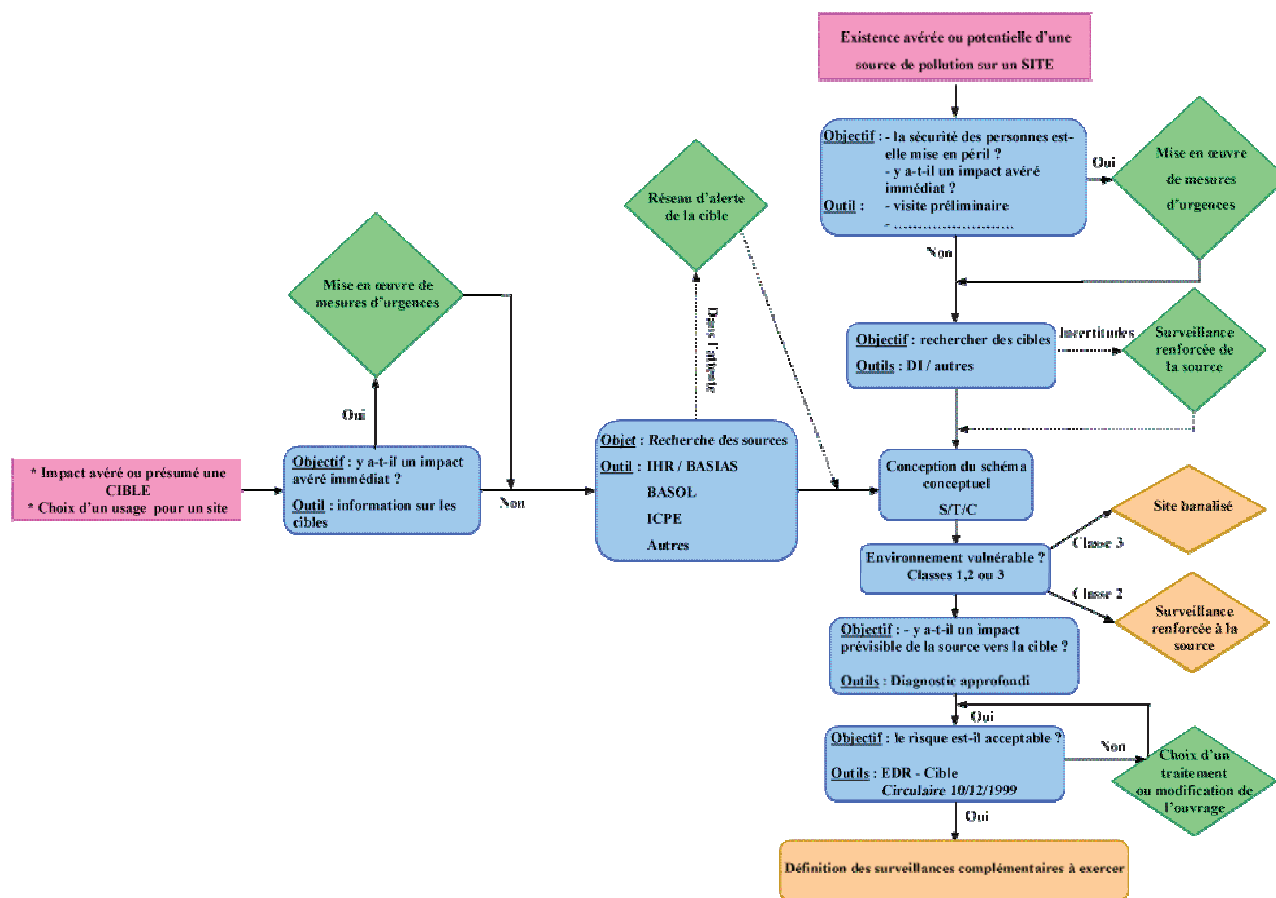 Existence avérée ou potentielle d'une
source de pollution sur un SITE
Objectif : - la sécurité des personnes est-
elle mise en péril ?
- y a-t-il un impact avéré
immédiat ?
Outil : - visite préliminaire
- ..........................
Oui
Mise en œuvre
de mesures
d'urgences
Non
Réseau d'alerte
de la cible
Mise en œuvre de
mesures d'urgences
Dans l'attente
Objectif : rechercher des cibles
Outils : DI / autres
Incertitudes
Surveillance
renforcée de
la source
Oui
* Impact avéré ou présumé une
CIBLE
* Choix d'un usage pour un site
Objectif : y a-t-il un impact
avéré immédiat ?
Outil : information sur les
cibles
Non
Objet : Recherche des sources
Outil : IHR / BASIAS
BASOL
ICPE
Autres
Conception du schéma
conceptuel
S/T/C
Environnement vulnérable ?
Classes 1,2 ou 3
Classe 3
Site banalisé
Classe 2
Surveillance
renforcée à la
source
Objectif : - y a-t-il un impact
prévisible de la source vers la cible ?
Outils : Diagnostic approfondi
Oui
Objectif : le risque est-il acceptable ?
Outils : EDR - Cible
Circulaire 10/12/1999
Non
Choix d'un
traitement
ou modification de
l'ouvrage
Oui
Définition des surveillances complémentaires à exercer